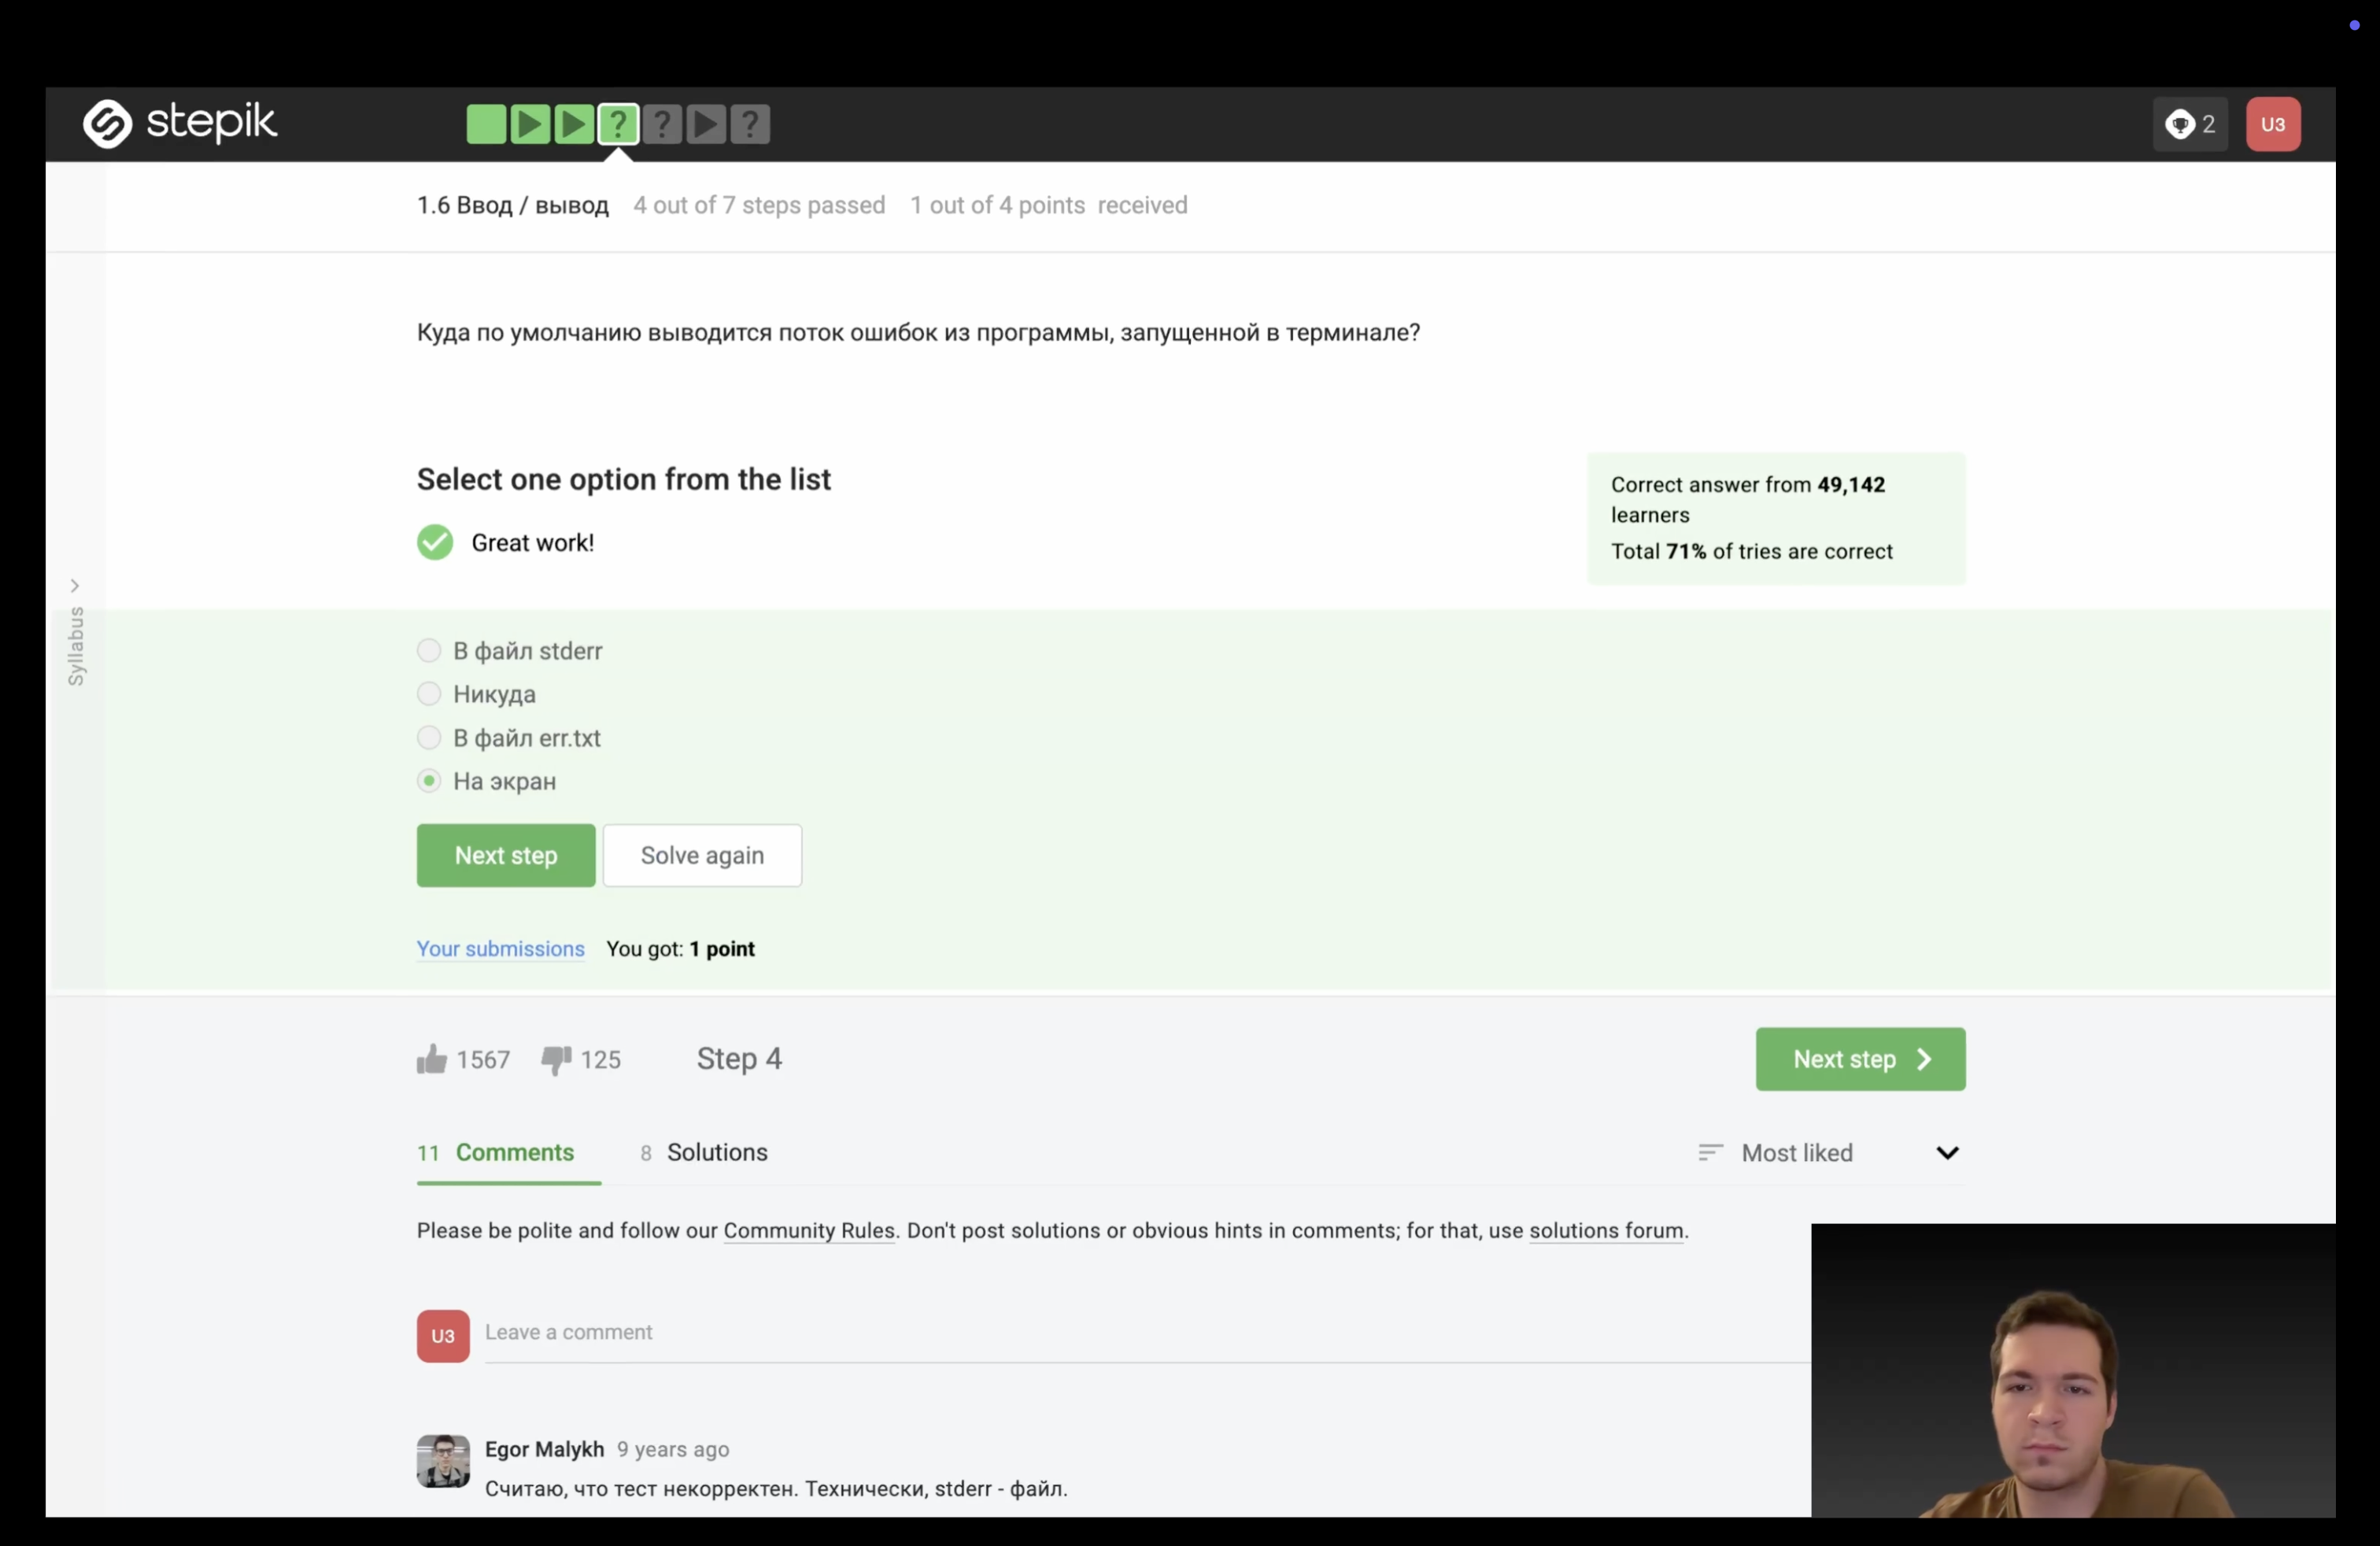 stepik
? ? ?
2
U3
1.6 Ввод / вывод 4 out of 7 steps passed 1 out of 4 points received
Куда по умолчанию выводится поток ошибок из программы, запущенной в терминале?
Select one option from the list
Great work!
Correct answer from 49,142
learners
Total 71% of tries are correct
Syllabus
В файл stderr
Никуда
В файл err.txt
На экран
Next step Solve again
Your submissions You got: 1 point
1567 125 Step 4 Next step
11 Comments 8 Solutions Most liked
Please be polite and follow our Community Rules. Don't post solutions or obvious hints in comments; for that, use solutions forum.
U3 Leave a comment
Egor Malykh 9 years ago
Считаю, что тест некорректен. Технически, stderr - файл.